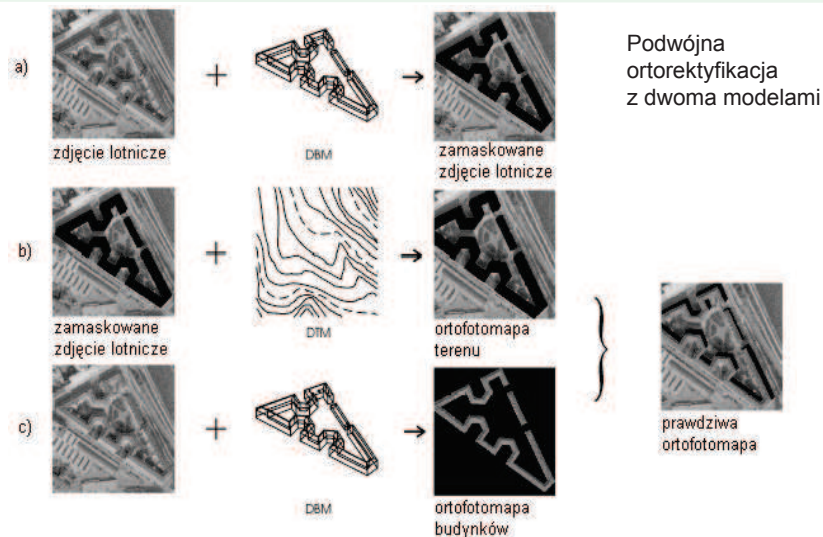 Podwójna
ortorektyfikacja
z dwoma modelami
a)
+
→
zdjęcie lotnicze
DBM
zamaskowane
zdjęcie lotnicze
b)
+
→
zamaskowane
zdjęcie lotnicze
DTM
ortofotomapa
terenu
c)
+
→
DBM
ortofotomapa
budynków
}
prawdziwa
ortofotomapa